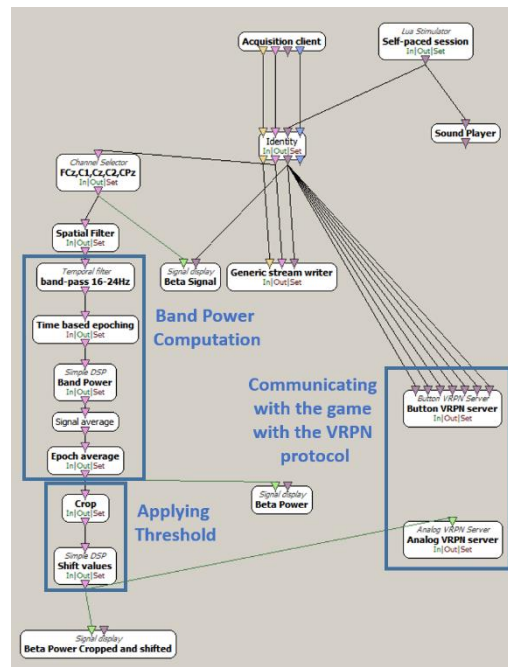 Acquisition client
In|Out|Set
Lua Stimulator
Self-paced session
In|Out|Set
Sound Player
Identity
In|Out|Set
Channel Selector
FCz,C1,Cz,C2,CPz
In|Out|Set
Spatial Filter
In|Out|Set
Signal display
Beta Signal
Generic stream writer
In|Out|Set
Temporal filter
band-pass 16-24Hz
In|Out|Set
Time based epoching
In|Out|Set
Simple DSP
Band Power
In|Out|Set
Signal average
Epoch average
In|Out|Set
Band Power
Computation
Communicating
with the game
with the VRPN
protocol
Button VRPN Server
Button VRPN server
In|Out|Set
Signal display
Beta Power
Crop
In|Out|Set
Simple DSP
Shift values
In|Out|Set
Applying
Threshold
Analog VRPN Server
Analog VRPN server
In|Out|Set
Signal display
Beta Power Cropped and shifted